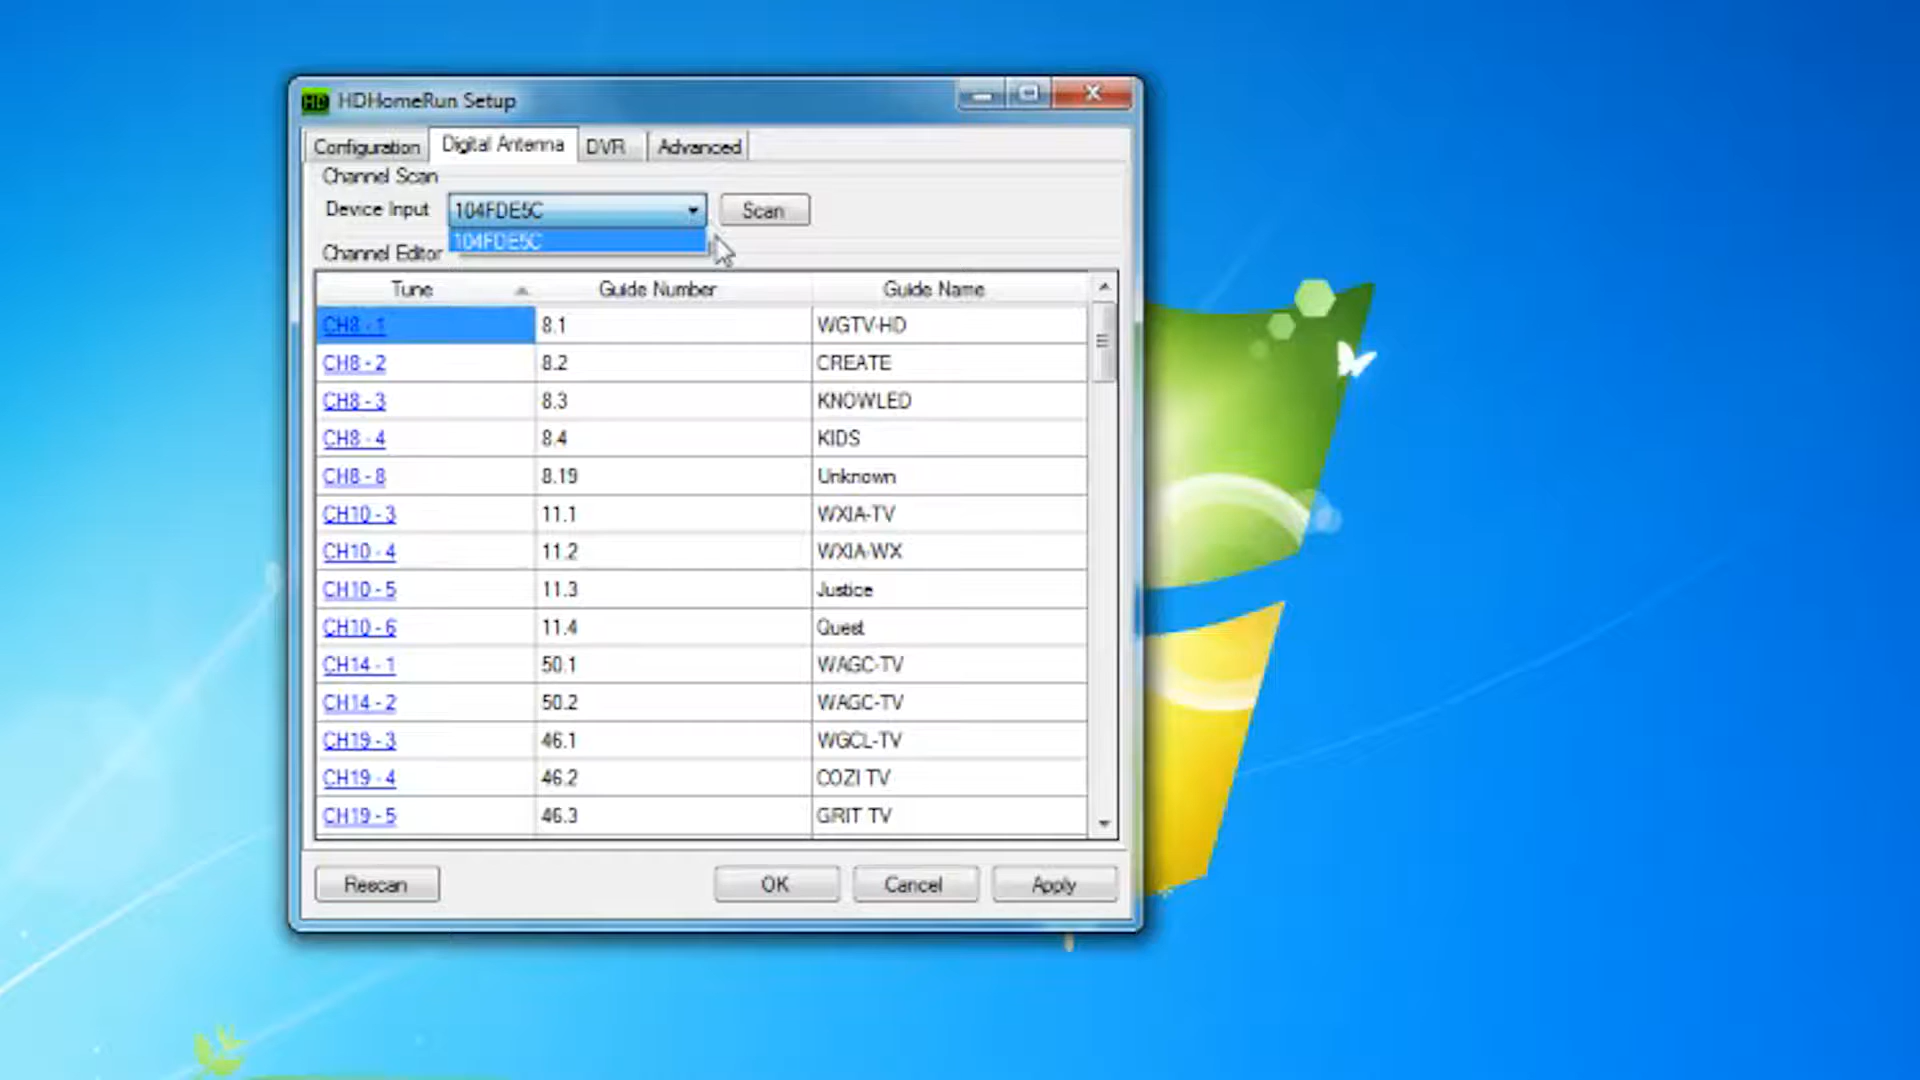 HD HDHomeRun Setup
Configuration Digital Antenna DVR Advanced
Channel Scan
Device Input 104FDE5C Scan
104FDE5C
Channel Editor
Tune Guide Number Guide Name
CH8 - 1 8.1 WGTV-HD
CH8 - 2 8.2 CREATE
CH8 - 3 8.3 KNOWLED
CH8 - 4 8.4 KIDS
CH8 - 8 8.19 Unknown
CH10 - 3 11.1 WXIA-TV
CH10 - 4 11.2 WXIA-WX
CH10 - 5 11.3 Justice
CH10 - 6 11.4 Quest
CH14 - 1 50.1 WAGC-TV
CH14 - 2 50.2 WAGC-TV
CH19 - 3 46.1 WGCL-TV
CH19 - 4 46.2 COZI TV
CH19 - 5 46.3 GRIT TV
Rescan OK Cancel Apply